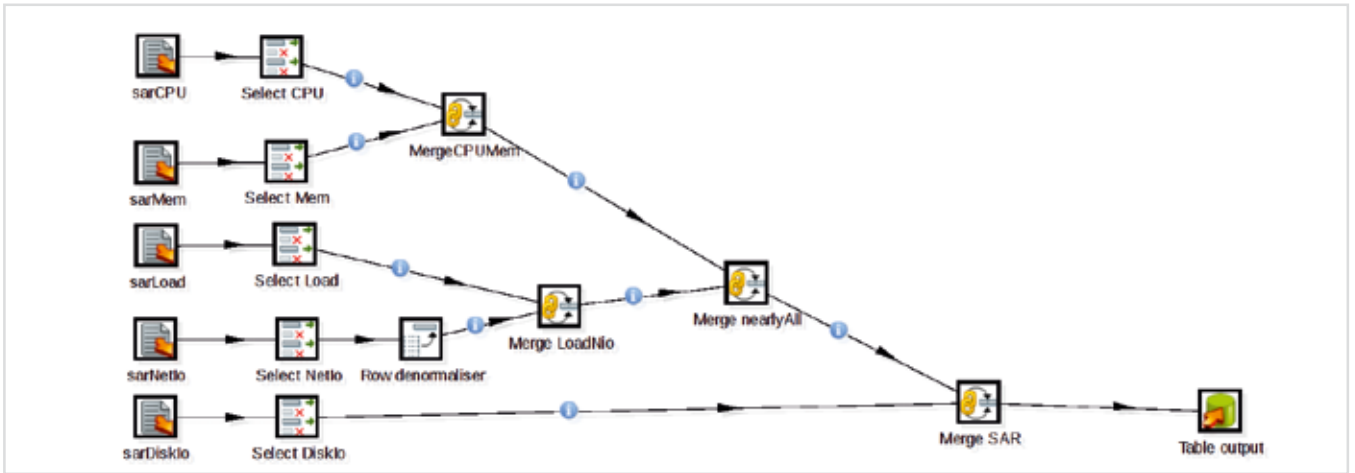 sarCPU
Select CPU
MergeCPUMem
sarMem
Select Mem
sarLoad
Select Load
Merge nearlyAll
Merge LoadNio
sarNetIo
Select NetIo
Row denormaliser
Merge SAR
Table output
sarDiskIo
Select DiskIo